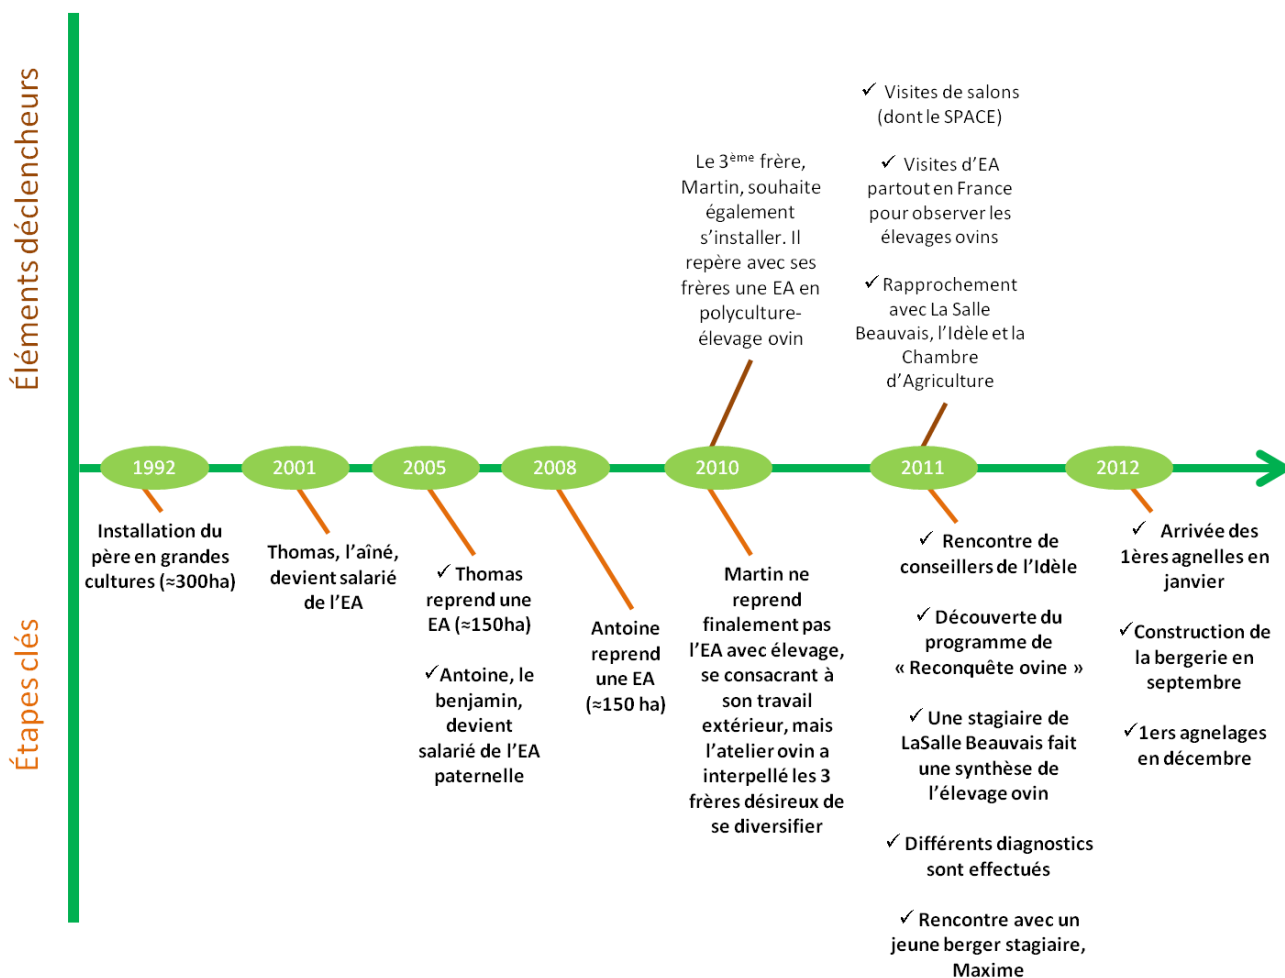 Éléments déclencheurs
✓ Visites de salons
(dont le SPACE)
✓ Visites d’EA
partout en France
pour observer les
élevages ovins
✓ Rapprochement
avec La Salle
Beauvais, l’Idèle et la
Chambre
d’Agriculture
Le 3ème frère,
Martin, souhaite
également
s’installer. Il
repère avec ses
frères une EA en
polyculture-
élevage ovin
1992
2001
2005
2008
2010
2011
2012
Étapes clés
Installation du
père en grandes
cultures (≈300ha)
Thomas, l’aîné,
devient salarié
de l’EA
✓ Thomas
reprend une
EA (≈150ha)
✓Antoine, le
benjamin,
devient
salarié de l’EA
paternelle
Antoine
reprend
une EA
(≈150 ha)
Martin ne
reprend
finalement pas
l’EA avec élevage,
se consacrant à
son travail
extérieur, mais
l’atelier ovin a
interpellé les 3
frères désireux de
se diversifier
✓ Rencontre de
conseillers de l’Idèle
✓ Découverte du
programme de
« Reconquête ovine »
✓ Une stagiaire de
LaSalle Beauvais fait
une synthèse de
l’élevage ovin
✓ Différents diagnostics
sont effectués
✓ Rencontre avec un
jeune berger stagiaire,
Maxime
✓ Arrivée des
1ères agnelles en
janvier
✓Construction de
la bergerie en
septembre
✓1ers agnelages
en décembre